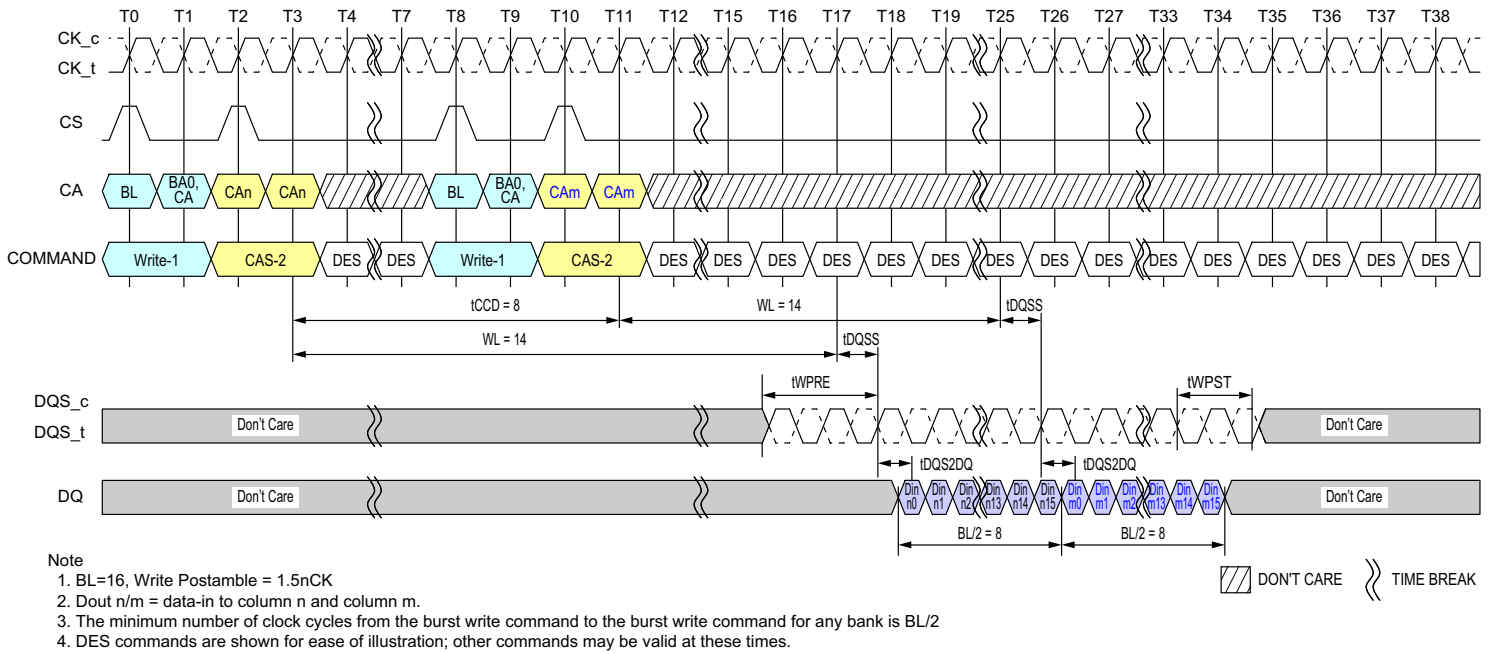 T0 T1 T2 T3 T4 T7 T8 T9 T10 T11 T12 T15 T16 T17 T18 T19 T25 T26 T27 T33 T34 T35 T36 T37 T38
CK_c
CK_t
CS
CA BL BA0, CA CAn CAn BL BA0, CA CAm CAm
COMMAND Write-1 CAS-2 DES DES Write-1 CAS-2 DES DES DES DES DES DES DES DES DES DES DES DES DES DES DES
tCCD = 8 WL = 14 tDQSS
WL = 14 tDQSS
tWPRE tWPST
DQS_c
DQS_t Don't Care Don't Care
tDQS2DQ tDQS2DQ
DQ Don't Care Din n0 Din n1 Din n2 Din n13 Din n14 Din n15 Din m0 Din m1 Din m2 Din m13 Din m14 Din m15 Don't Care
BL/2 = 8 BL/2 = 8
Note
1. BL=16, Write Postamble = 1.5nCK
2. Dout n/m = data-in to column n and column m.
3. The minimum number of clock cycles from the burst write command to the burst write command for any bank is BL/2
4. DES commands are shown for ease of illustration; other commands may be valid at these times.
DON'T CARE TIME BREAK